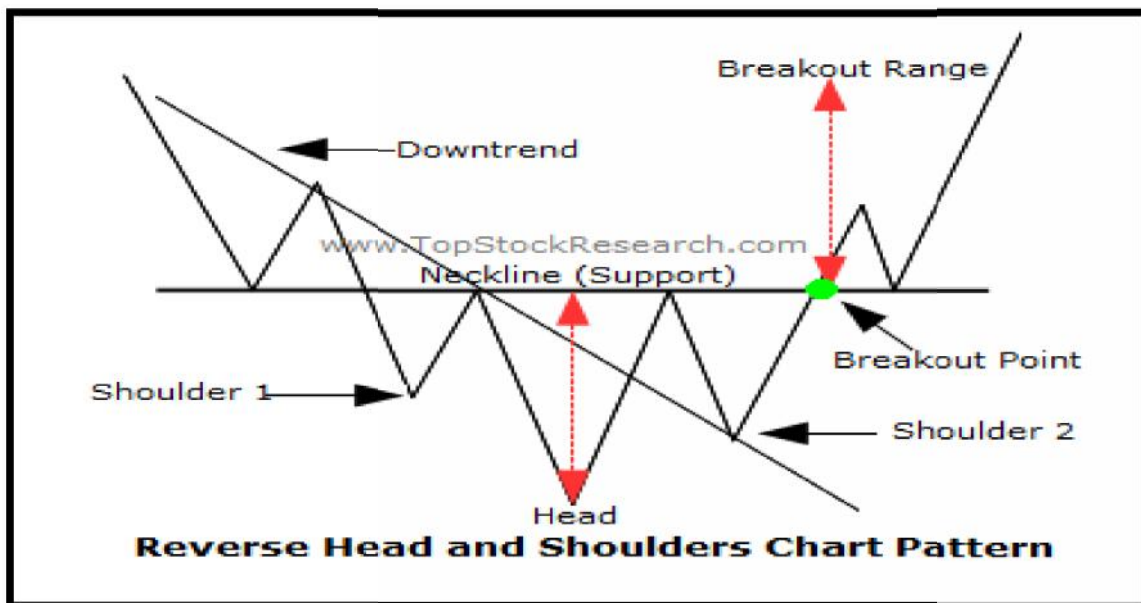 Breakout Range
Downtrend
www.TopStockResearch.com
Neckline (Support)
Breakout Point
Shoulder 1
Shoulder 2
Head
Reverse Head and Shoulders Chart Pattern